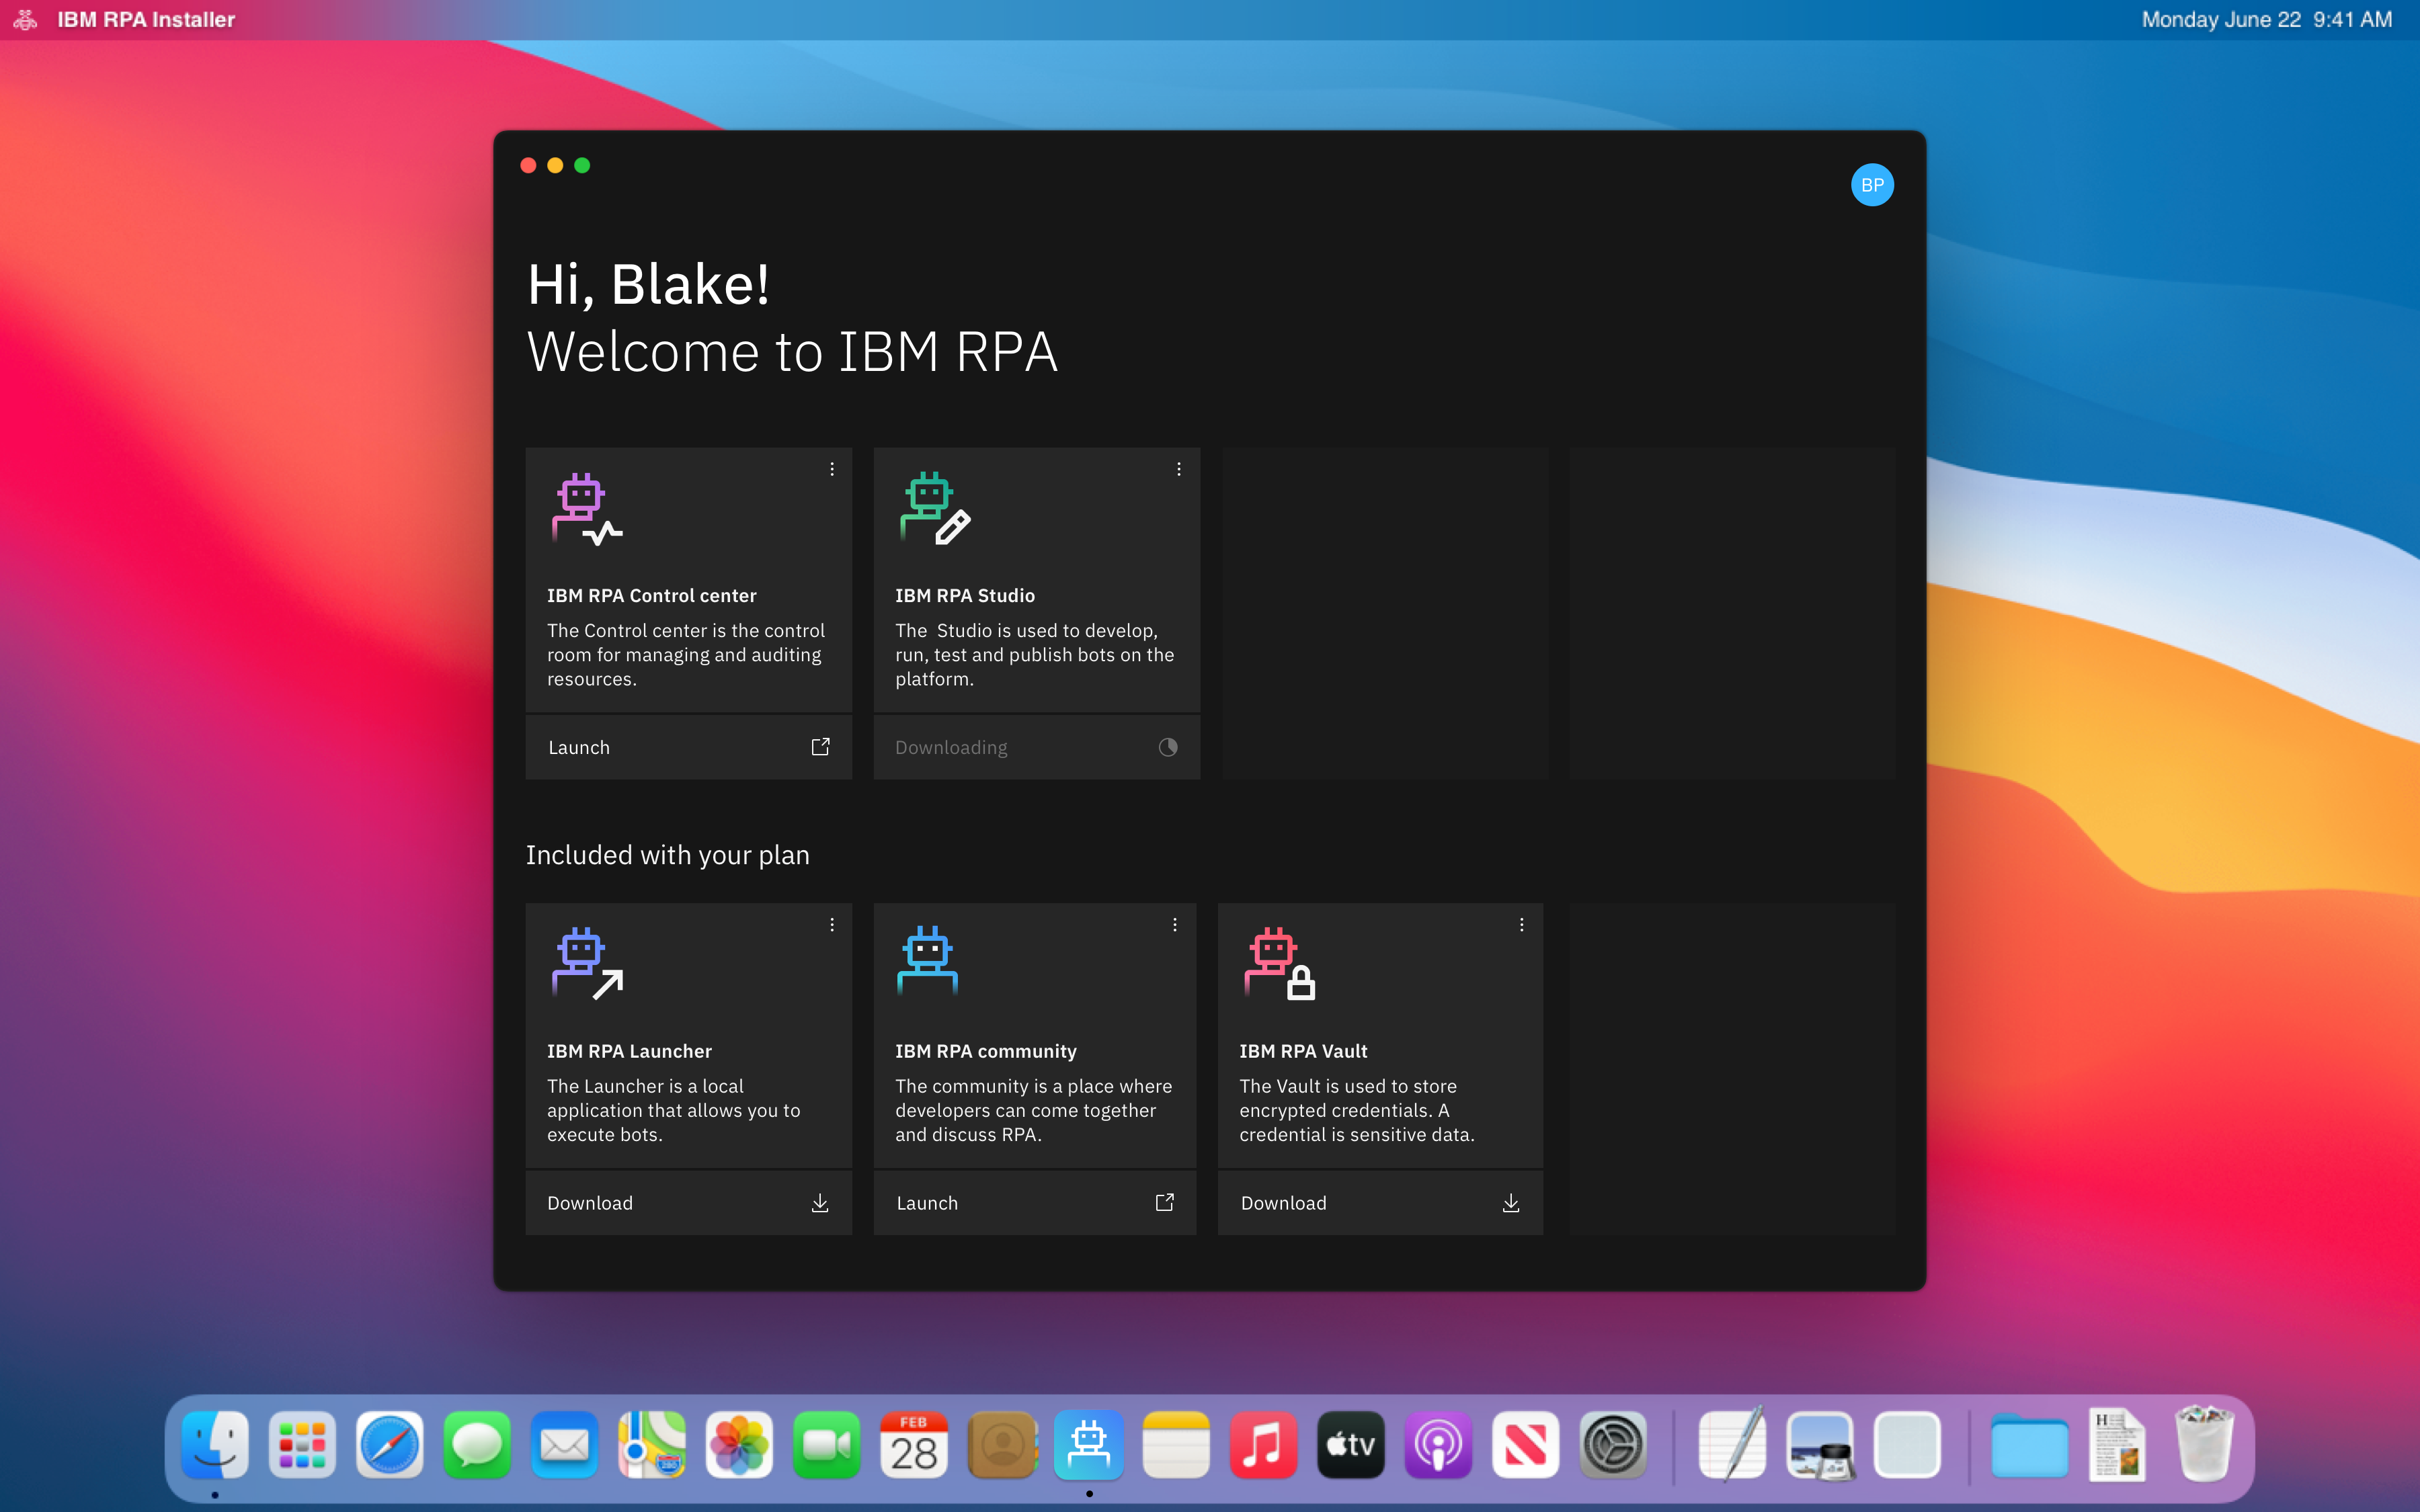 IBM RPA Installer
Monday June 22 9:41 AM
BP
Hi, Blake!
Welcome to IBM RPA
IBM RPA Control center
The Control center is the control
room for managing and auditing
resources.
Launch
IBM RPA Studio
The  Studio is used to develop,
run, test and publish bots on the
platform.
Downloading
Included with your plan
IBM RPA Launcher
The Launcher is a local
application that allows you to
execute bots.
Download
IBM RPA community
The community is a place where
developers can come together
and discuss RPA.
Launch
IBM RPA Vault
The Vault is used to store
encrypted credentials. A
credential is sensitive data.
Download
280
FEB
28
tv